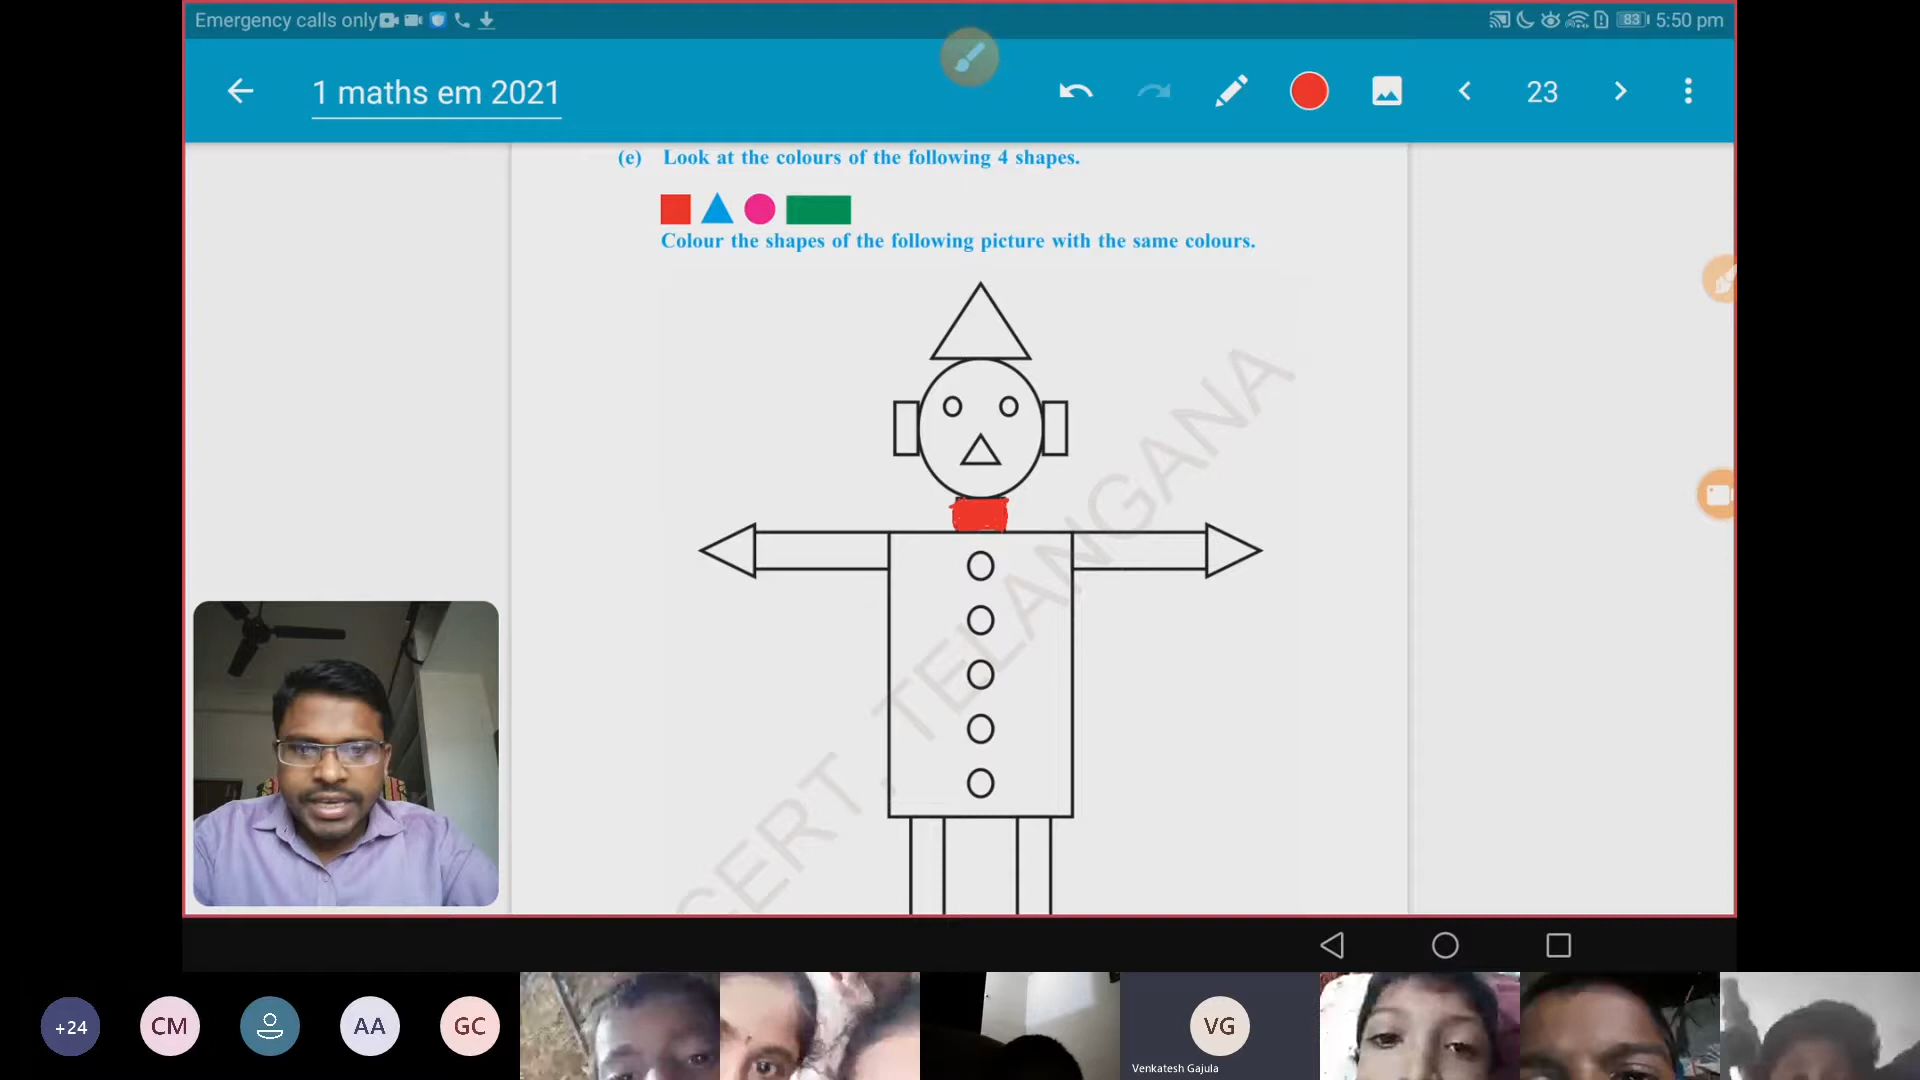 Emergency calls only
83
5:50 pm
1 maths em 2021
23
(e) Look at the colours of the following 4 shapes.
Colour the shapes of the following picture with the same colours.
CERT, TELANGANA
+24
CM
AA
GC
VG
Venkatesh Gajula